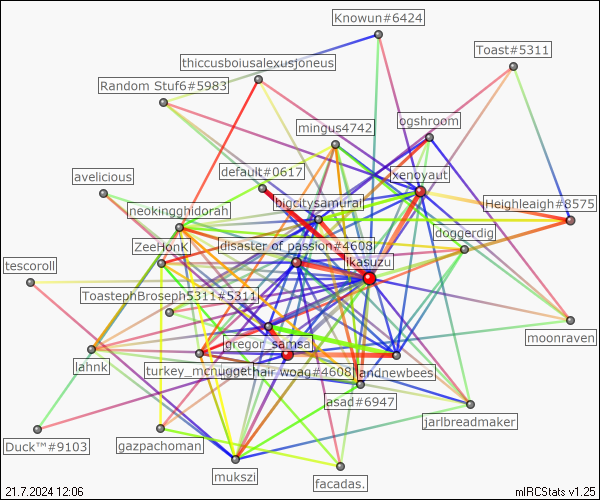 Knowun#6424
Toast#5311
thiccusboiusalexusjoneus
Random Stuf6#5983
ogshroom
mingus4742
default#0617
xenoyaut
avelicious
bigcitysamurai
Heighleaigh#8575
neokingghidorah
doggerdig
ZeeHonk
disaster of passion#4608
ikasuzu
tescoroll
ToastephBroseph5311#5311
moonraven
gregor_samsa
lahnk
turkey_mcnugget
hair woag#4608
andnewbees
asad#6947
jarlbreadmaker
Duck™#9103
gazpachoman
mukszi
facadas.
21.7.2024 12:06
mIRCStats v1.25